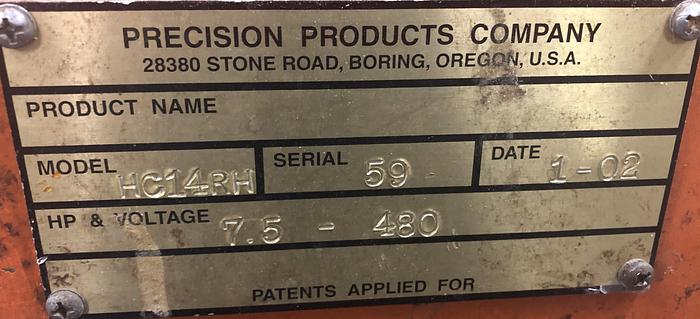 PRECISION PRODUCTS COMPANY
28380 STONE ROAD, BORING, OREGON, U.S.A.
PRODUCT NAME
MODEL HC14RH SERIAL 59 DATE 1-02
HP & VOLTAGE 7.5 - 480
PATENTS APPLIED FOR